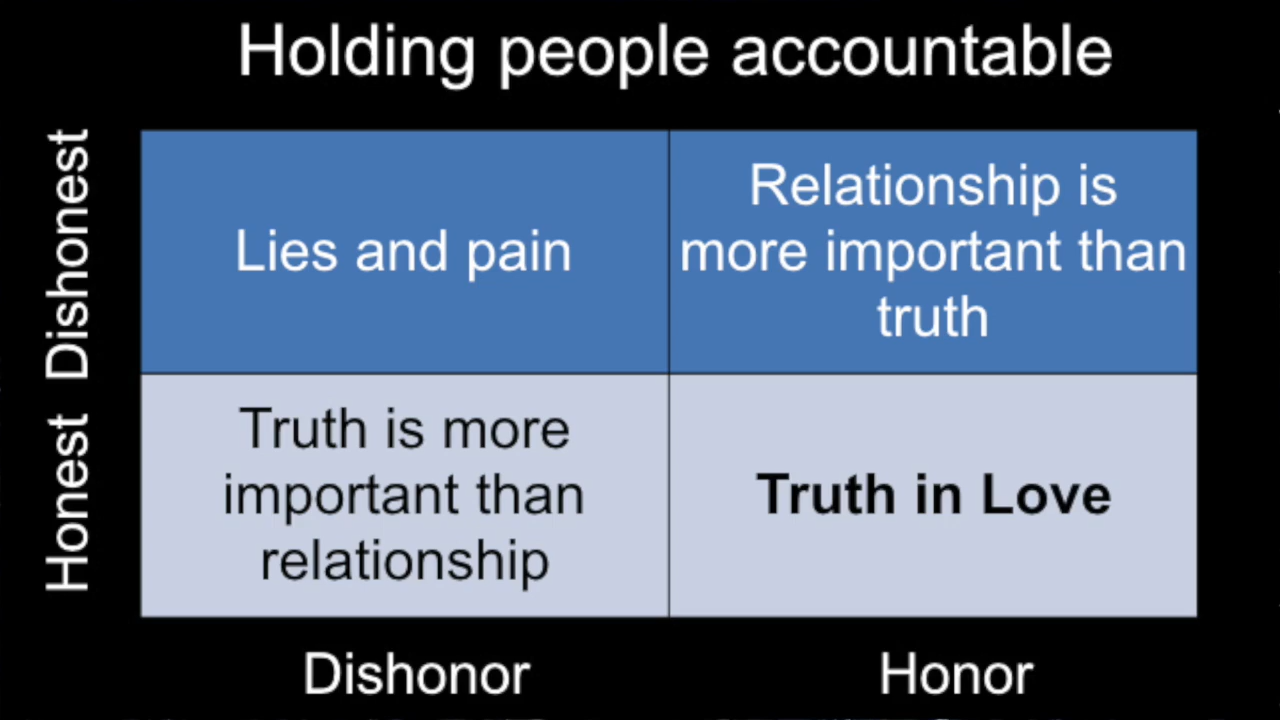 Holding people accountable
Dishonest
Lies and pain
Relationship is
more important than
truth
Honest
Truth is more
important than
relationship
Truth in Love
Dishonor
Honor